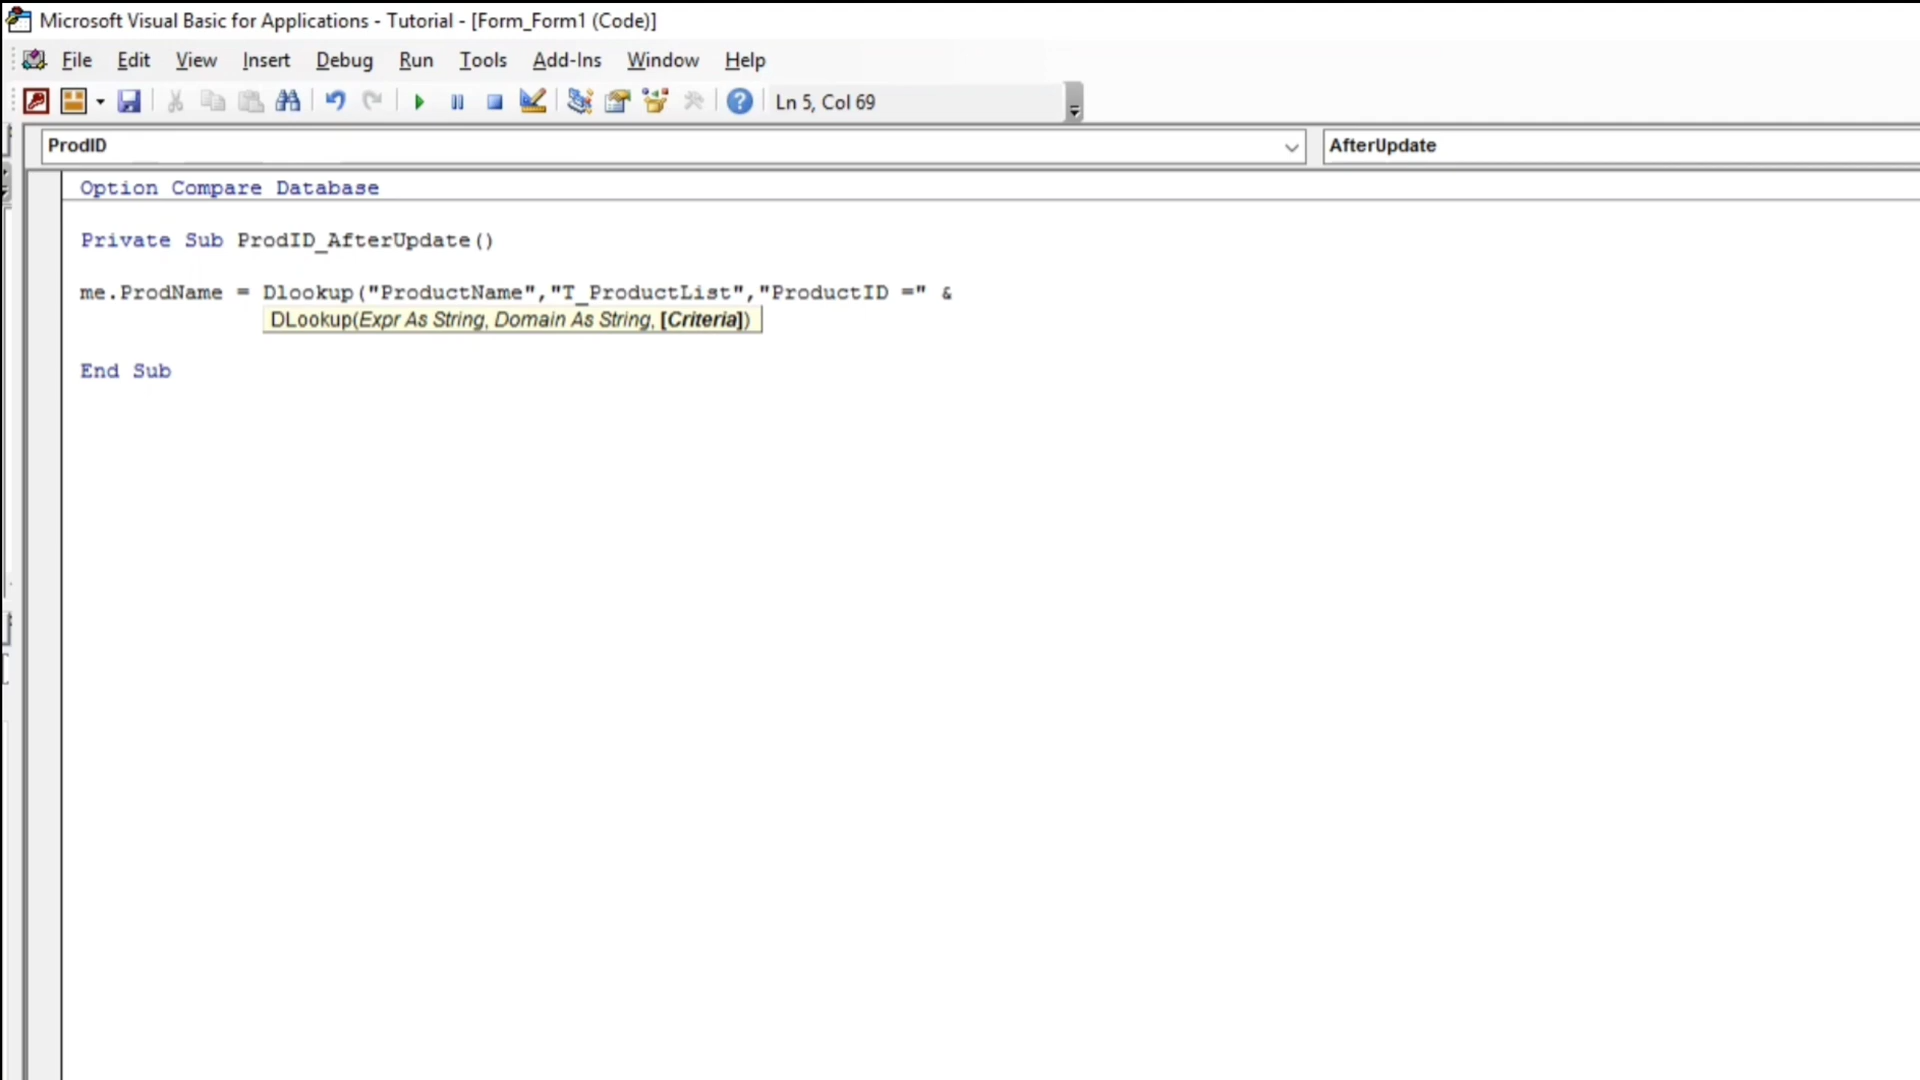 Microsoft Visual Basic for Applications - Tutorial - [Form_Form1 (Code)]
File Edit View Insert Debug Run Tools Add-Ins Window Help
Ln 5, Col 69
ProdID AfterUpdate
Option Compare Database
Private Sub ProdID_AfterUpdate()
me.ProdName = Dlookup("ProductName","T_ProductList","ProductID =" &
DLookup(Expr As String, Domain As String, [Criteria])
End Sub